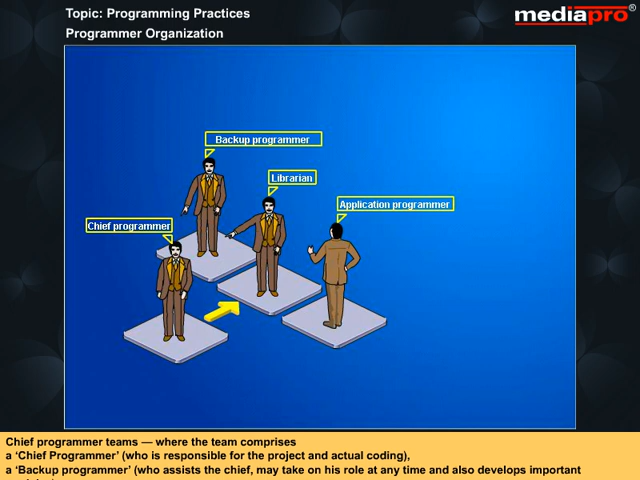 Topic: Programming Practices
mediapro®
Programmer Organization
Backup programmer
Librarian
Application programmer
Chief programmer
Chief programmer teams — where the team comprises
a ‘Chief Programmer’ (who is responsible for the project and actual coding),
a ‘Backup programmer’ (who assists the chief, may take on his role at any time and also develops important